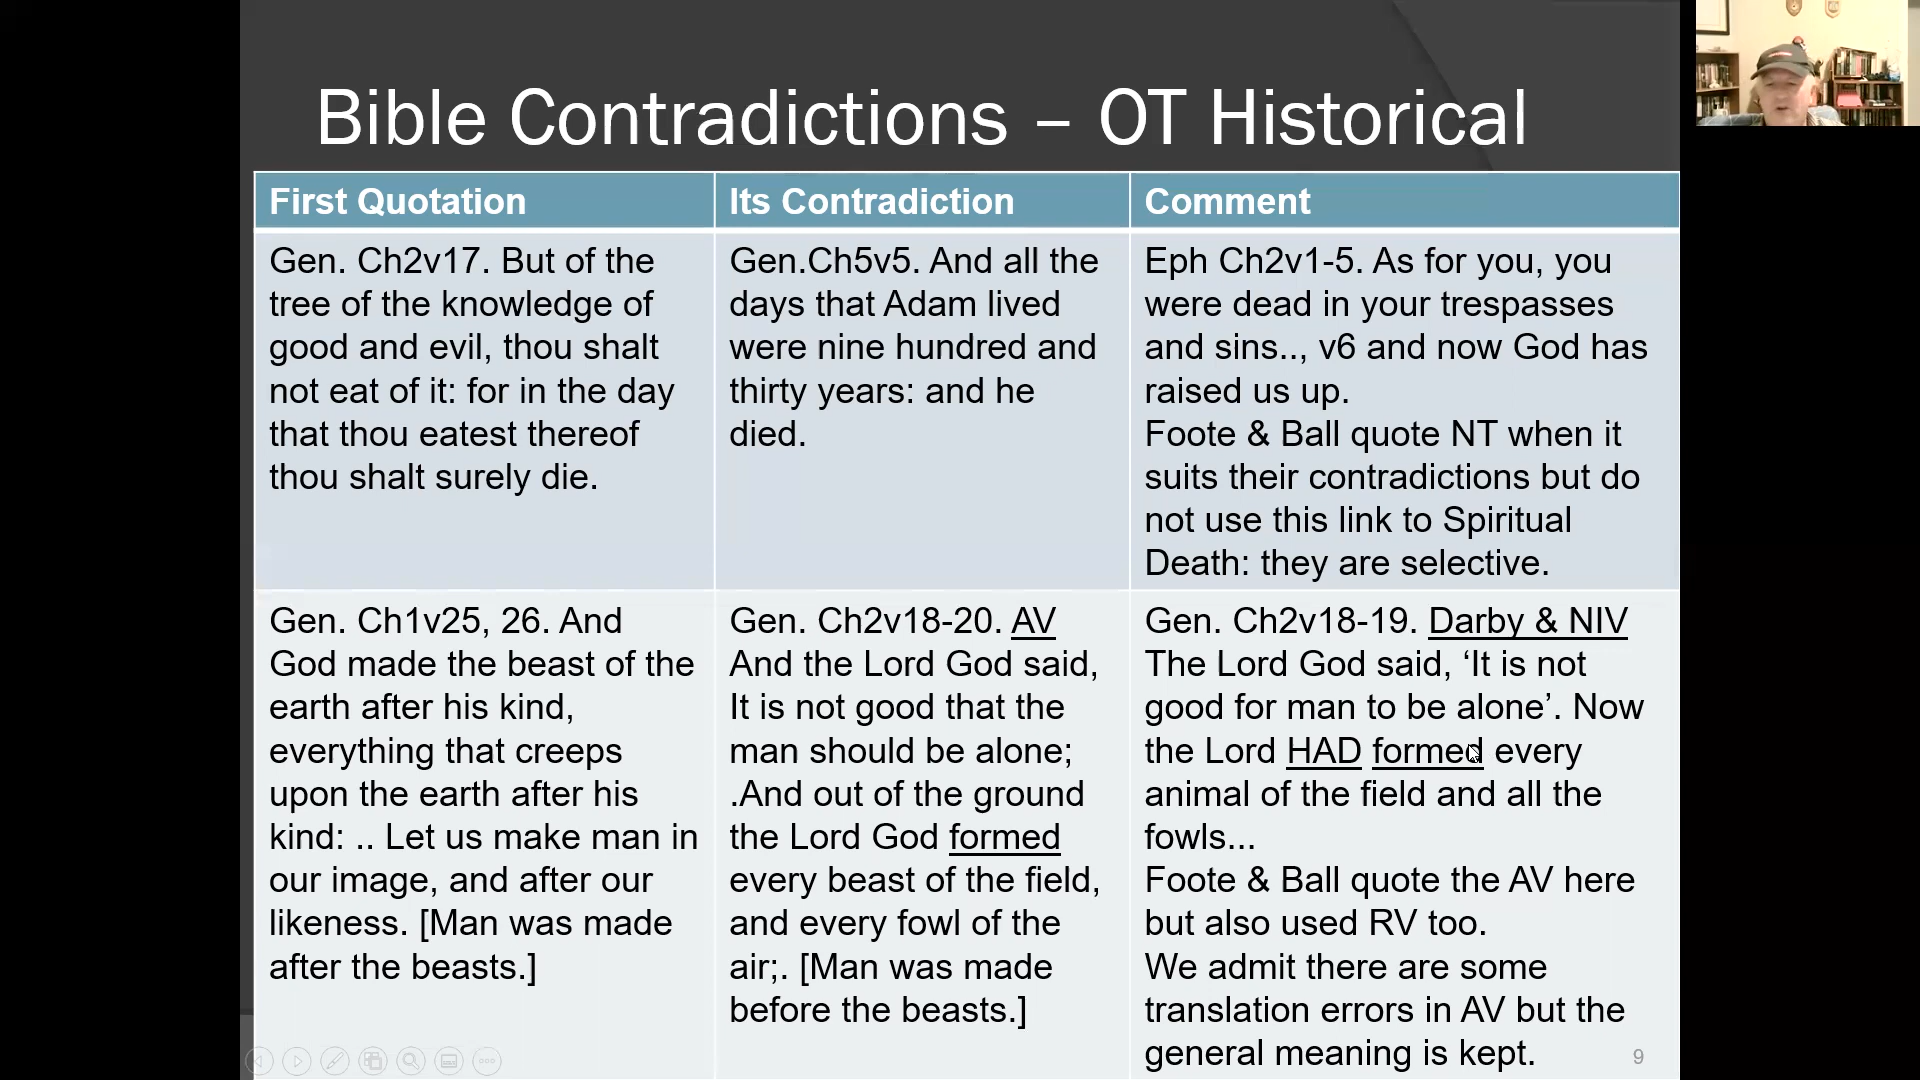 Bible Contradictions – OT Historical
First Quotation
Its Contradiction
Comment
Gen. Ch2v17. But of the
tree of the knowledge of
good and evil, thou shalt
not eat of it: for in the day
that thou eatest thereof
thou shalt surely die.
Gen.Ch5v5. And all the
days that Adam lived
were nine hundred and
thirty years: and he
died.
Eph Ch2v1-5. As for you, you
were dead in your trespasses
and sins.., v6 and now God has
raised us up.
Foote & Ball quote NT when it
suits their contradictions but do
not use this link to Spiritual
Death: they are selective.
Gen. Ch1v25, 26. And
God made the beast of the
earth after his kind,
everything that creeps
upon the earth after his
kind: .. Let us make man in
our image, and after our
likeness. [Man was made
after the beasts.]
Gen. Ch2v18-20. AV
And the Lord God said,
It is not good that the
man should be alone;
.And out of the ground
the Lord God formed
every beast of the field,
and every fowl of the
air;. [Man was made
before the beasts.]
Gen. Ch2v18-19. Darby & NIV
The Lord God said, ‘It is not
good for man to be alone’. Now
the Lord HAD formed every
animal of the field and all the
fowls...
Foote & Ball quote the AV here
but also used RV too.
We admit there are some
translation errors in AV but the
general meaning is kept.
9